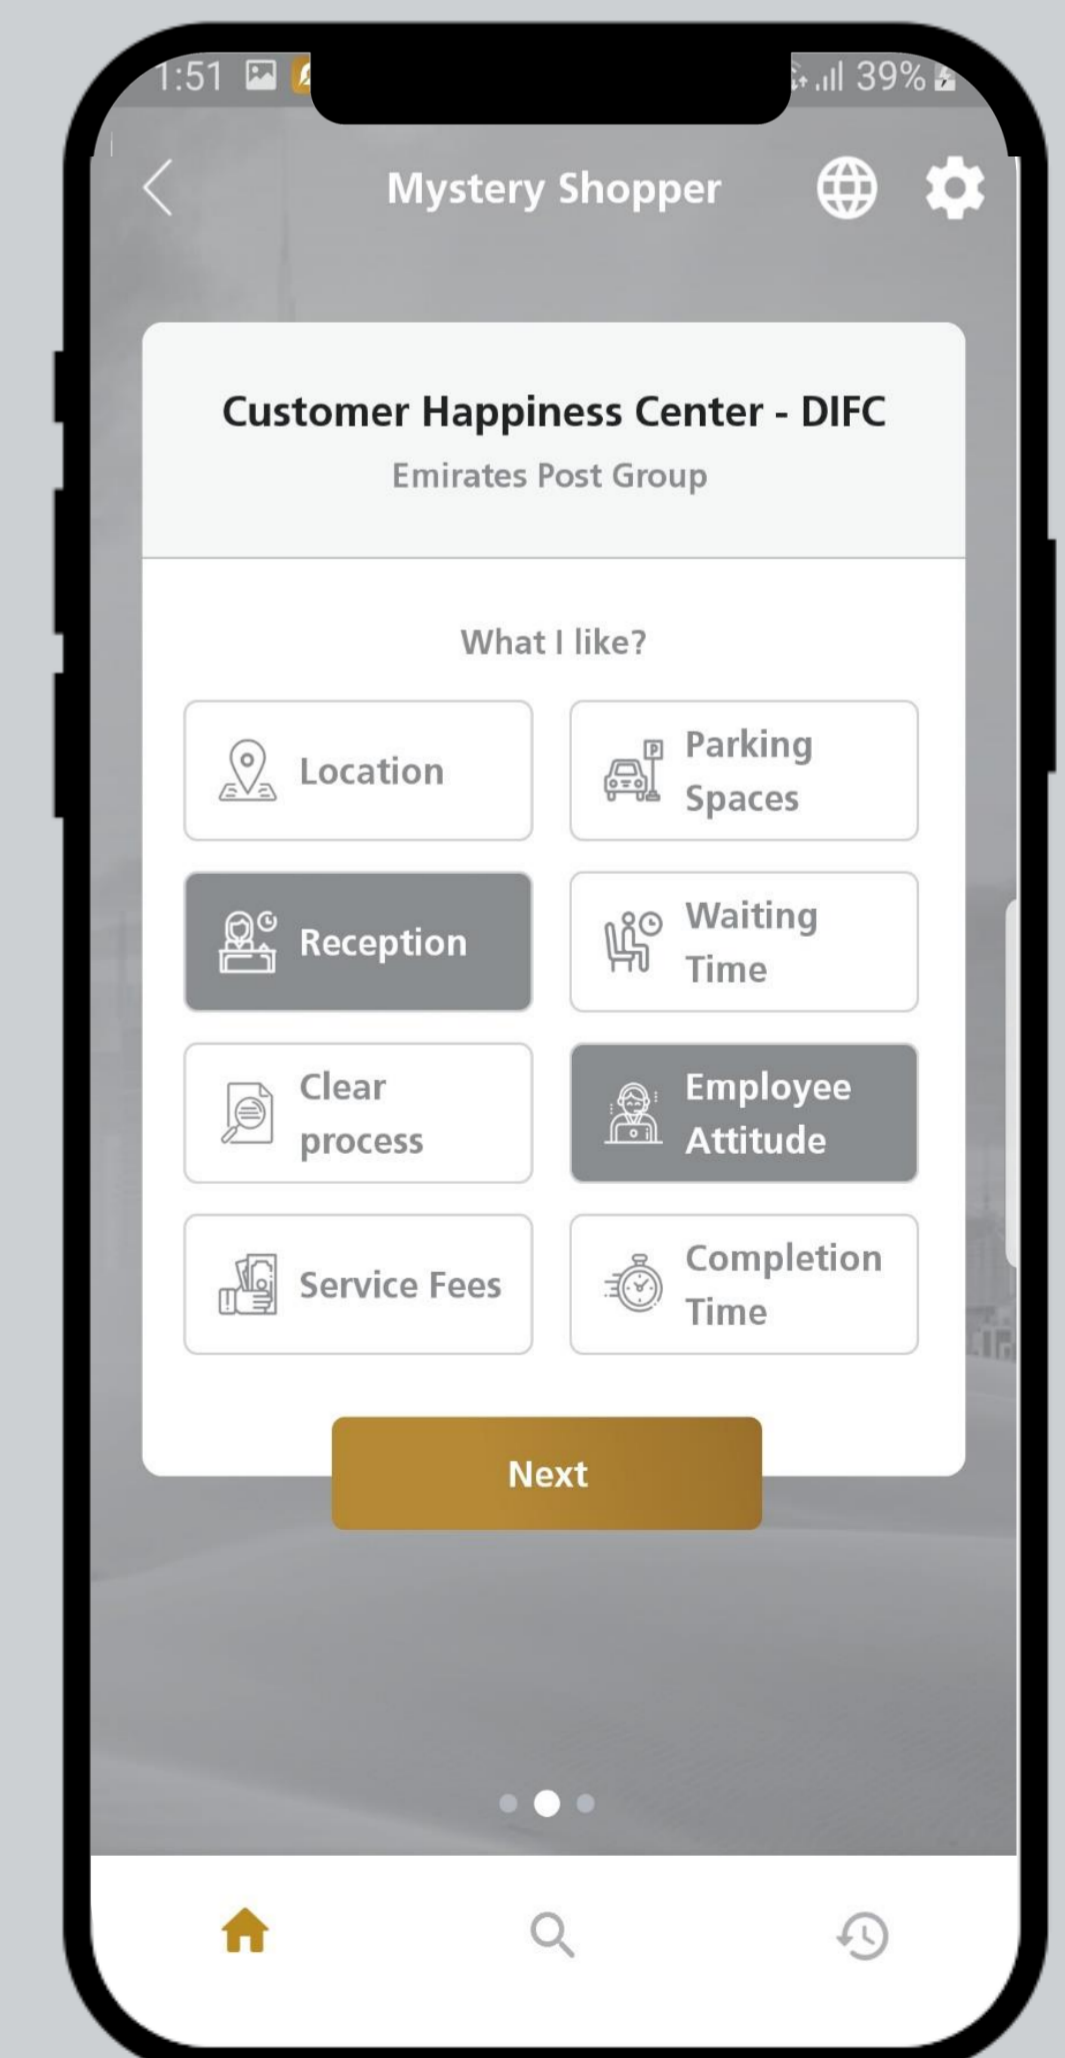 1:51
39%
Mystery Shopper
Customer Happiness Center - DIFC
Emirates Post Group
What I like?
Location
Parking
Spaces
P
Reception
Waiting
Time
Clear
process
Employee
Attitude
Service Fees
Completion
Time
Next